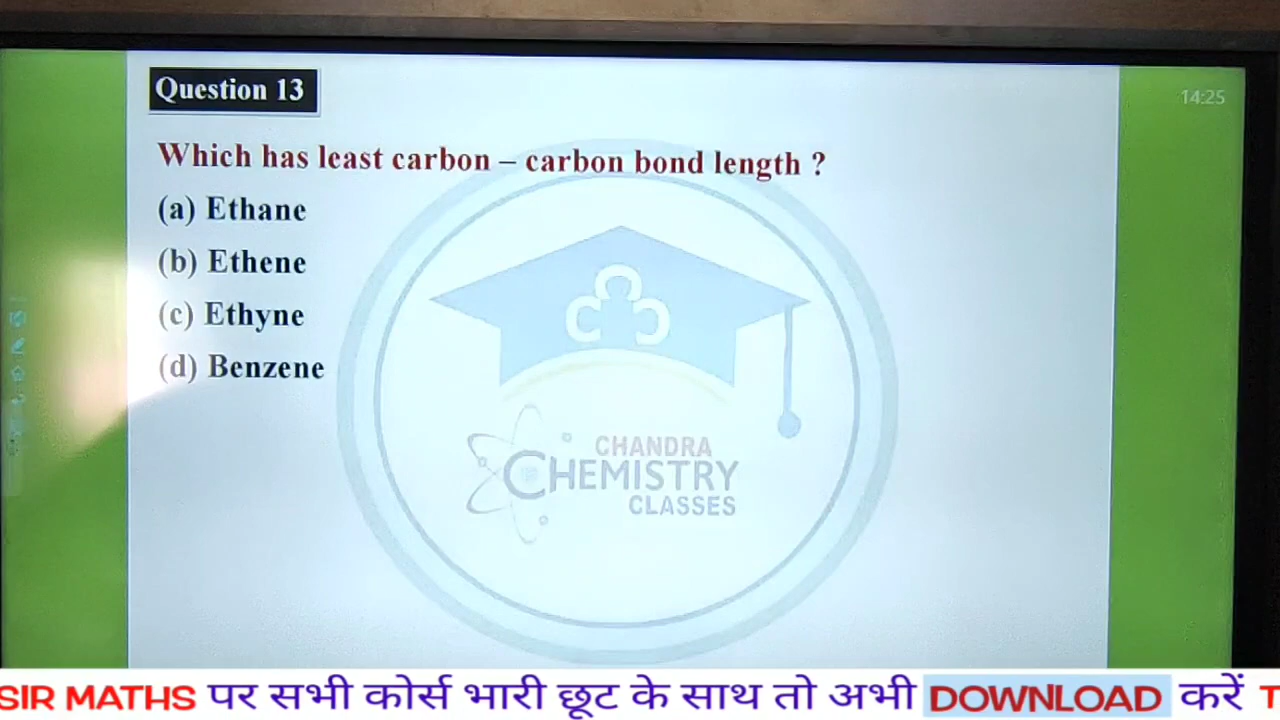 Question 13
14:25
Which has least carbon – carbon bond length ?
(a) Ethane
(b) Ethene
(c) Ethyne
(d) Benzene
CHANDRA
CHEMISTRY
CLASSES
SIR MATHS पर सभी कोर्स भारी छूट के साथ तो अभी DOWNLOAD करें T